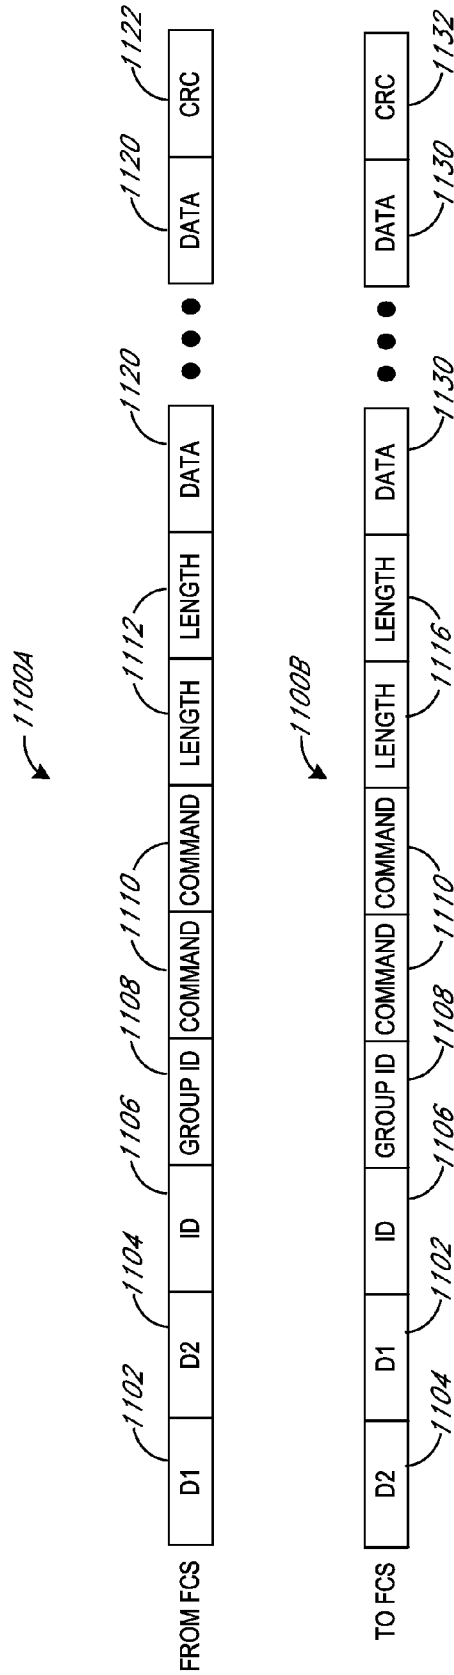 1100A
1102 1104 1106 1108 1110 1112 1120 1120 1122
FROM FCS D1 D2 ID GROUP ID COMMAND COMMAND LENGTH LENGTH DATA DATA CRC
1100B
TO FCS D2 D1 ID GROUP ID COMMAND COMMAND LENGTH LENGTH DATA DATA CRC
1104 1102 1106 1108 1110 1116 1130 1130 1132